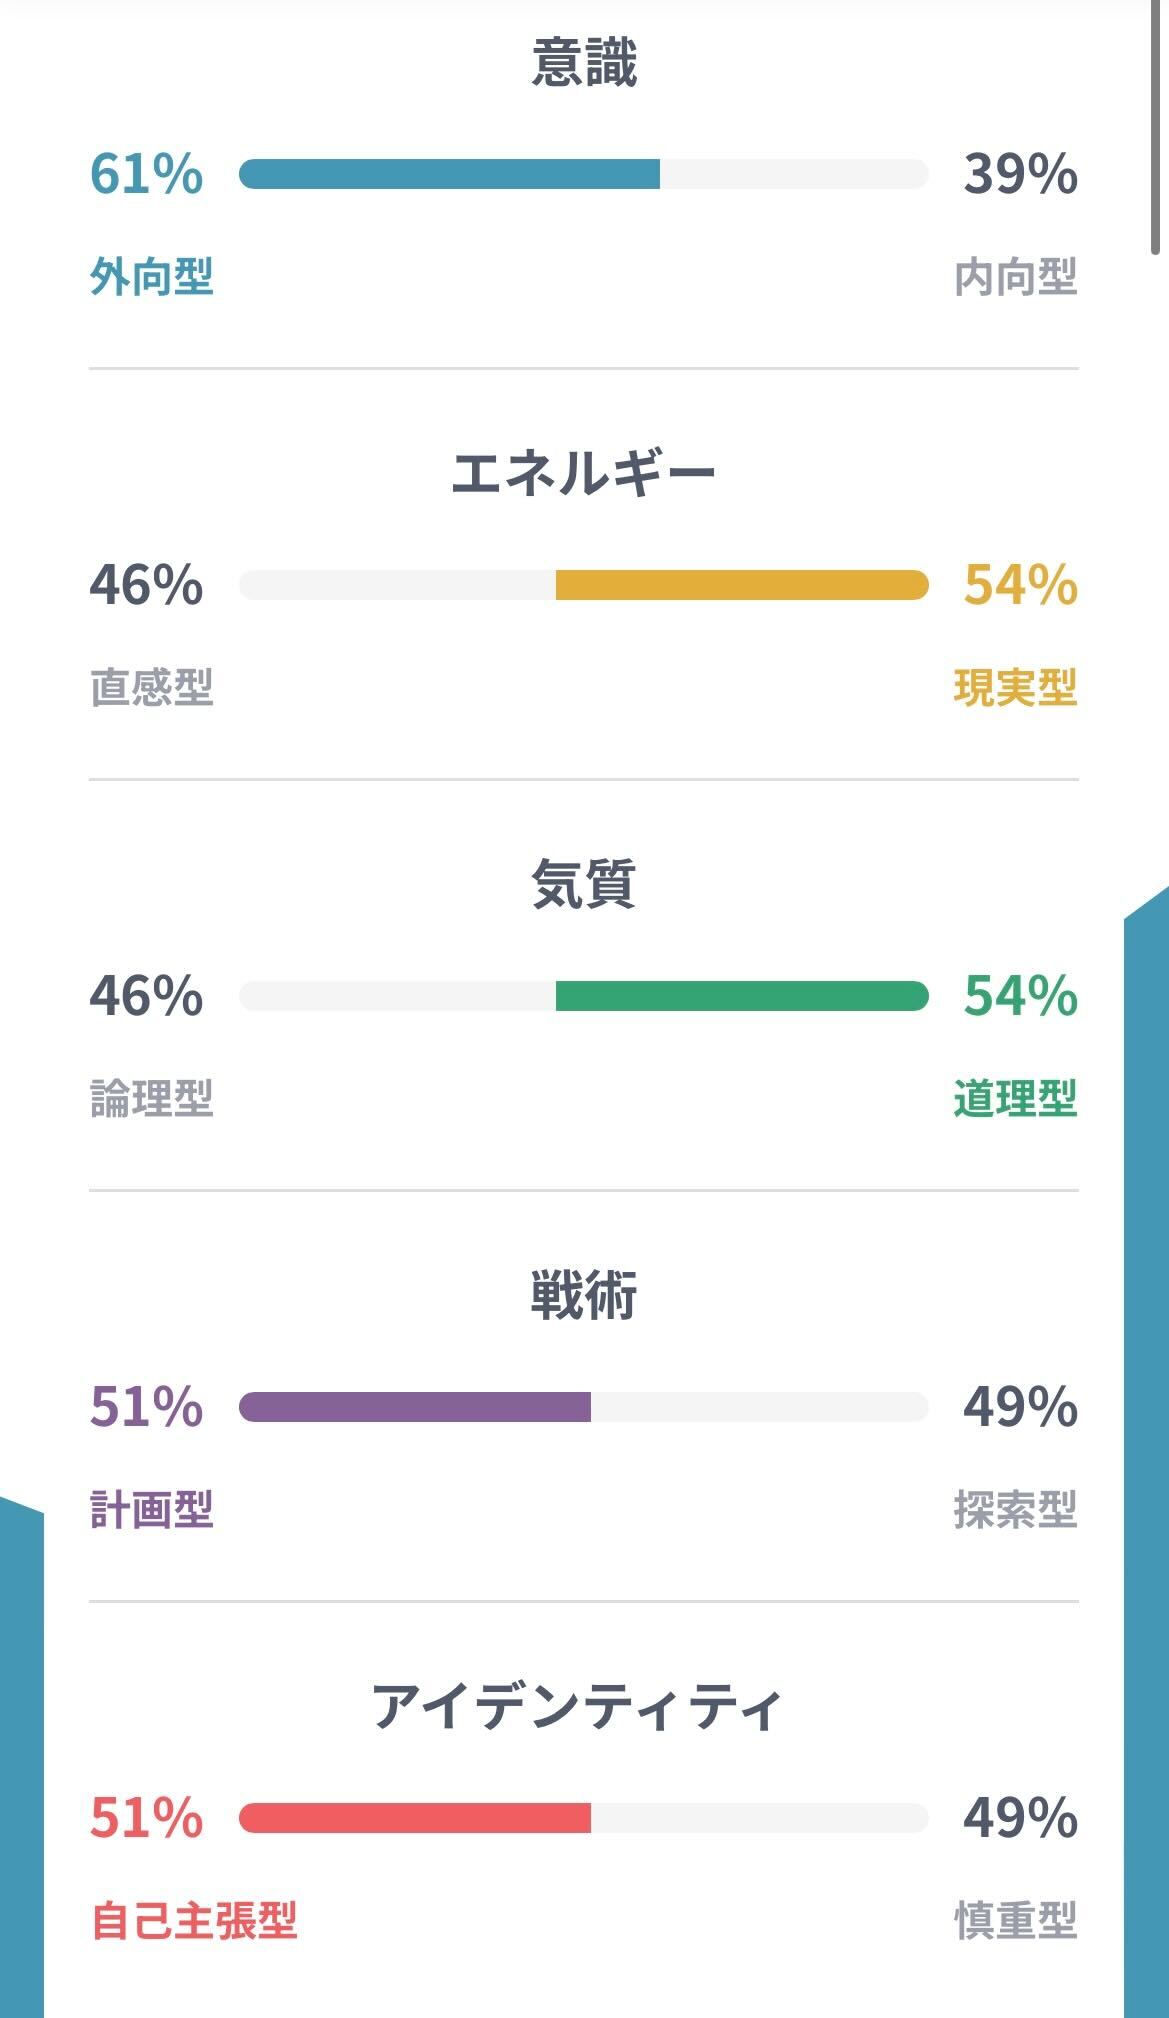 意識
61% 39%
外向型 内向型
エネルギー
46% 54%
直感型 現実型
気質
46% 54%
論理型 道理型
戦術
51% 49%
計画型 探索型
アイデンティティ
51% 49%
自己主張型 慎重型